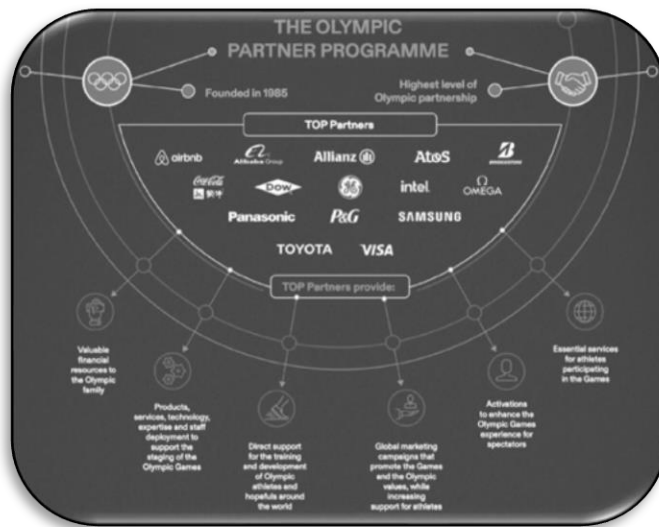 THE OLYMPIC
PARTNER PROGRAMME
Founded in 1985
Highest level of
Olympic partnership
TOP Partners
airbnb
Alibaba Group
Allianz
Atos
BRIDGESTONE
Coca-Cola
DOW
GE
intel
Ω
OMEGA
Panasonic
P&G
SAMSUNG
TOYOTA
VISA
TOP Partners provide:
Valuable
financial
resources to
the Olympic
family
Products,
services, technology,
expertise and staff
deployment to
support the
staging of the
Olympic Games
Direct support
for the training
and development
of Olympic
athletes and
hopefuls around
the world
Global marketing
campaigns that
promote the Games
and the Olympic
values, while
increasing
support for athletes
Activations
to enhance the
Olympic Games
experience for
spectators
Essential services
for athletes
participating
in the Games